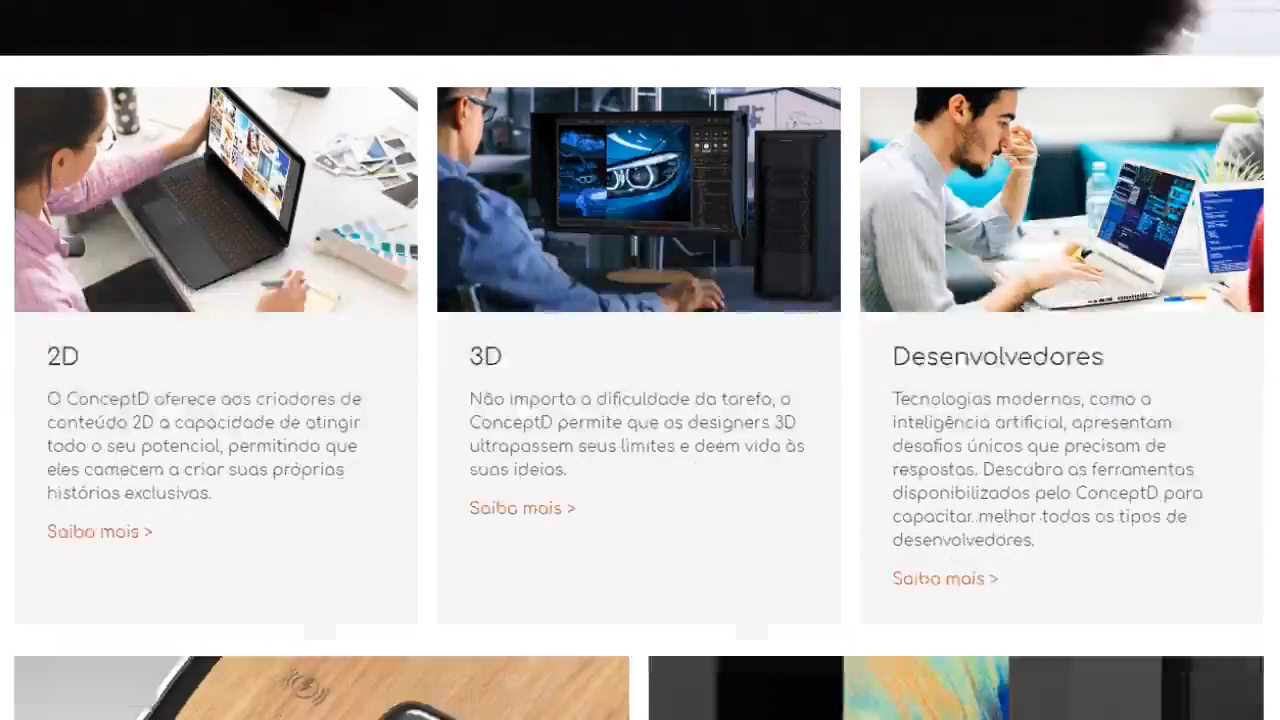 2D
O ConceptD oferece aos criadores de
conteúdo 2D a capacidade de atingir
todo o seu potencial, permitindo que
eles comecem a criar suas próprias
histórias exclusivas.
Saiba mais >
3D
Não importa a dificuldade da tarefa, o
ConceptD permite que os designers 3D
ultrapassem seus limites e deem vida às
suas ideias.
Saiba mais >
Desenvolvedores
Tecnologias modernas, como a
inteligência artificial, apresentam
desafios únicos que precisam de
respostas. Descubra as ferramentas
disponibilizadas pelo ConceptD para
capacitar melhor todos os tipos de
desenvolvedores.
Saiba mais >